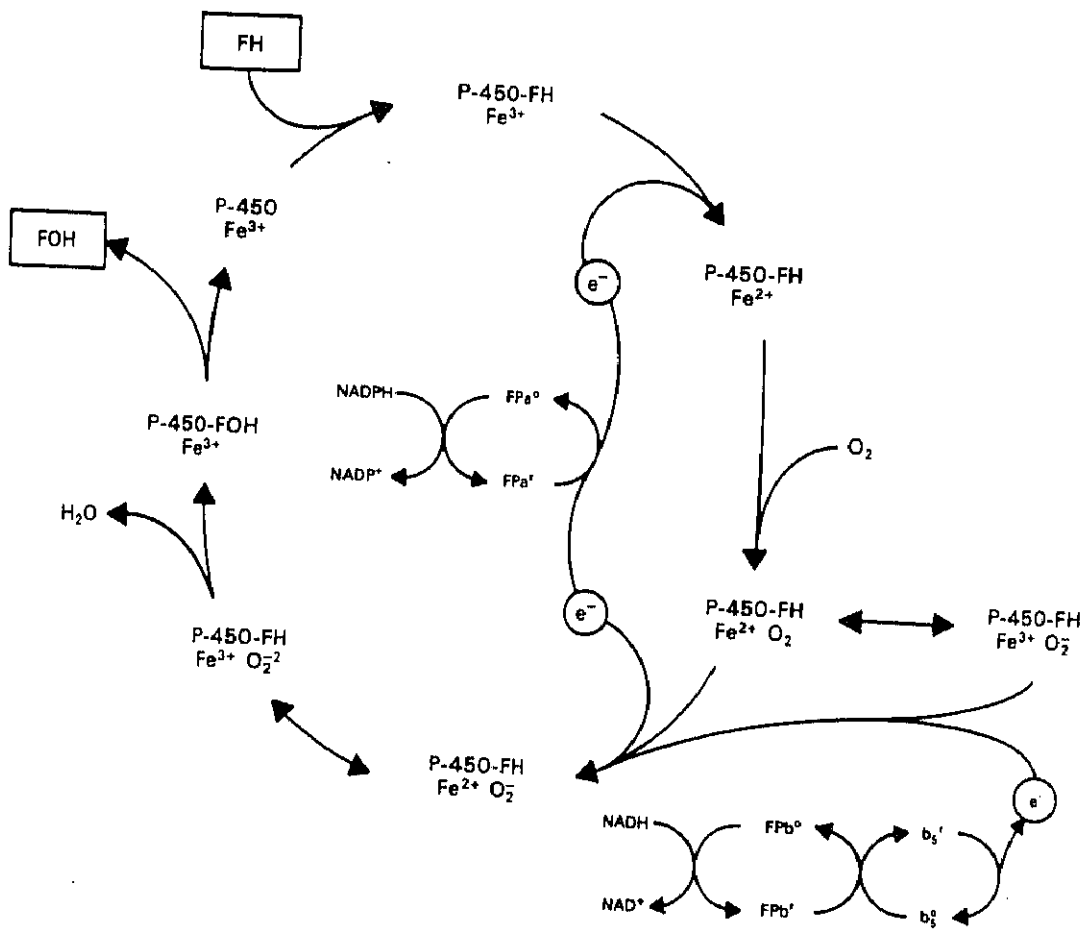 FH
P-450-FH
Fe³⁺
P-450
Fe³⁺
FOH
e⁻
P-450-FH
Fe²⁺
NADPH
FPaᵒ
P-450-FOH
Fe³⁺
O₂
NADP⁺
FPaʳ
H₂O
e⁻
P-450-FH
Fe²⁺ O₂
P-450-FH
Fe³⁺ O₂⁻
P-450-FH
Fe³⁺ O₂⁻²
P-450-FH
Fe²⁺ O₂⁻
e⁻
NADH
FPbᵒ
b₅ʳ
NAD⁺
FPbʳ
b₅ᵒ